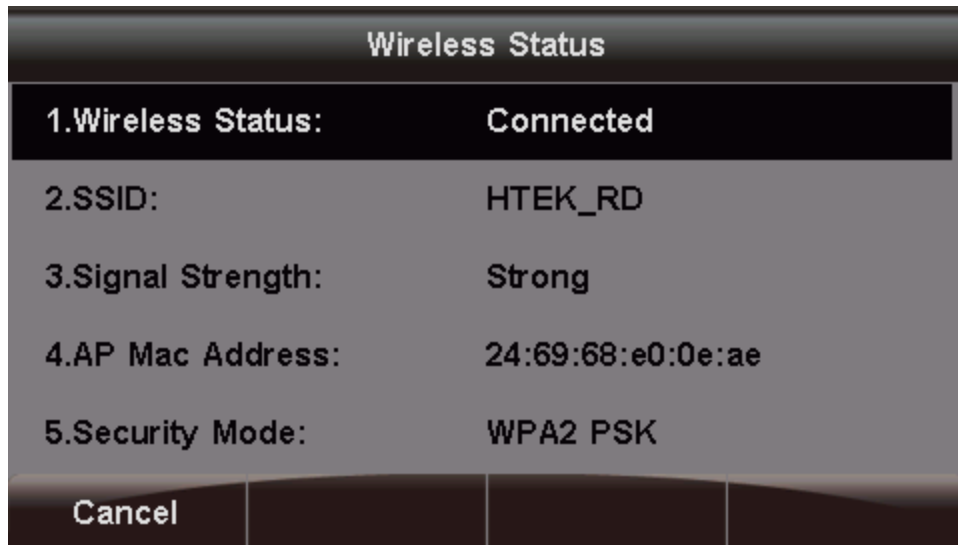 Wireless Status
1.Wireless Status: Connected
2.SSID: HTEK_RD
3.Signal Strength: Strong
4.AP Mac Address: 24:69:68:e0:0e:ae
5.Security Mode: WPA2 PSK
Cancel